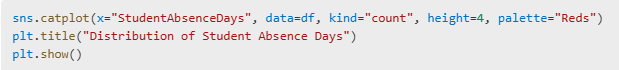 sns.catplot(x="StudentAbsenceDays", data=df, kind="count", height=4, palette="Reds")
plt.title("Distribution of Student Absence Days")
plt.show()